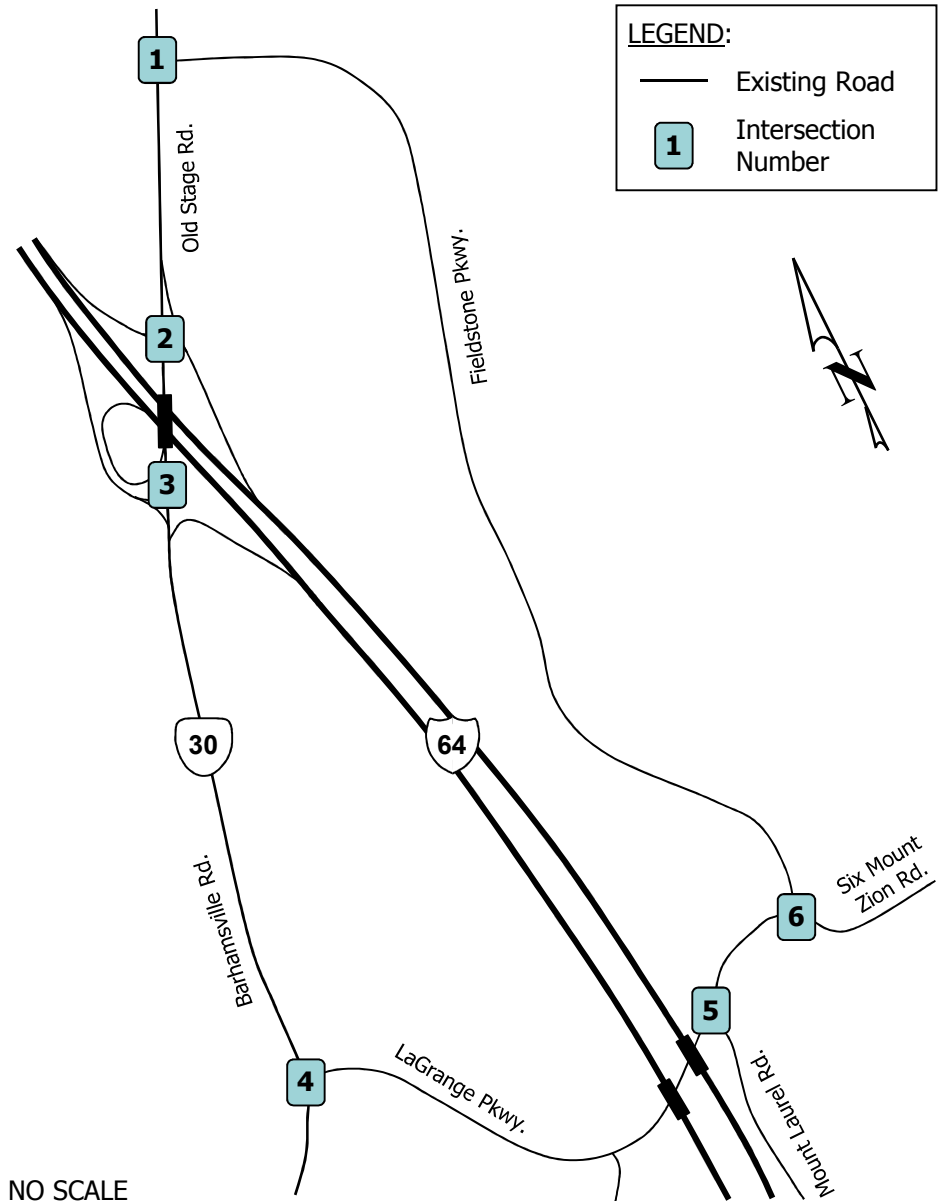 LEGEND:
Existing Road
1
Intersection
Number
1
Old Stage Rd.
Fieldstone Pkwy.
2
N
3
30
64
Barhamsville Rd.
Six Mount
Zion Rd.
6
5
4
LaGrange Pkwy.
Mount Laurel Rd.
NO SCALE